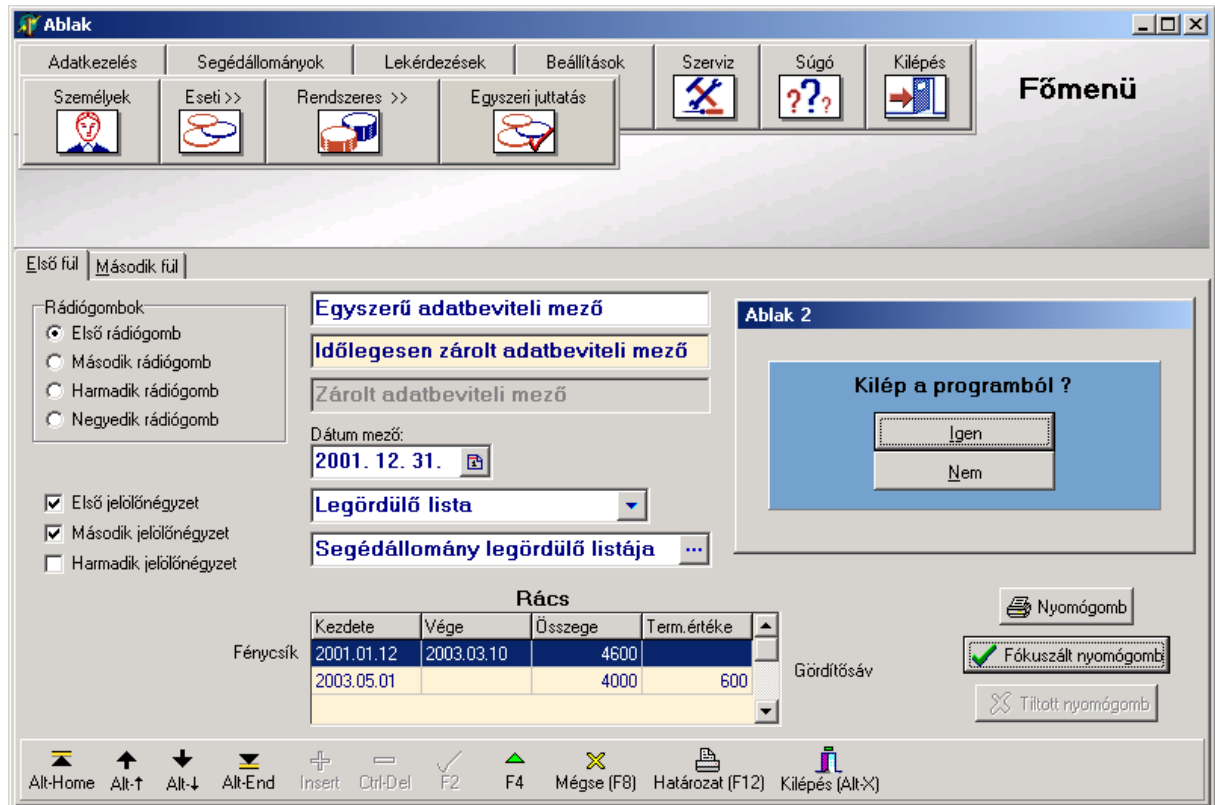 Ablak
Adatkezelés Segédállományok Lekérdezések Beállítások Szerviz Súgó Kilépés
Főmenü
Személyek Eseti >> Rendszeres >> Egyszeri juttatás
Első fül Második fül
Rádiógombok
Első rádiógomb
Második rádiógomb
Harmadik rádiógomb
Negyedik rádiógomb
Első jelölőnégyzet
Második jelölőnégyzet
Harmadik jelölőnégyzet
Egyszerű adatbeviteli mező
Időlegesen zárolt adatbeviteli mező
Zárolt adatbeviteli mező
Dátum mező:
2001. 12. 31.
Legördülő lista
Segédállomány legördülő listája ...
Ablak 2
Kilép a programból ?
Igen
Nem
Rács
Kezdete Vége Összege Term.értéke
Fénycsík 2001.01.12 2003.03.10 4600
2003.05.01 4000 600
Gördítősáv
Nyomógomb
Fókuszált nyomógomb
Tiltott nyomógomb
Alt-Home Alt-↑ Alt-↓ Alt-End Insert Ctrl-Del F2 F4 Mégse (F8) Határozat (F12) Kilépés (Alt-X)